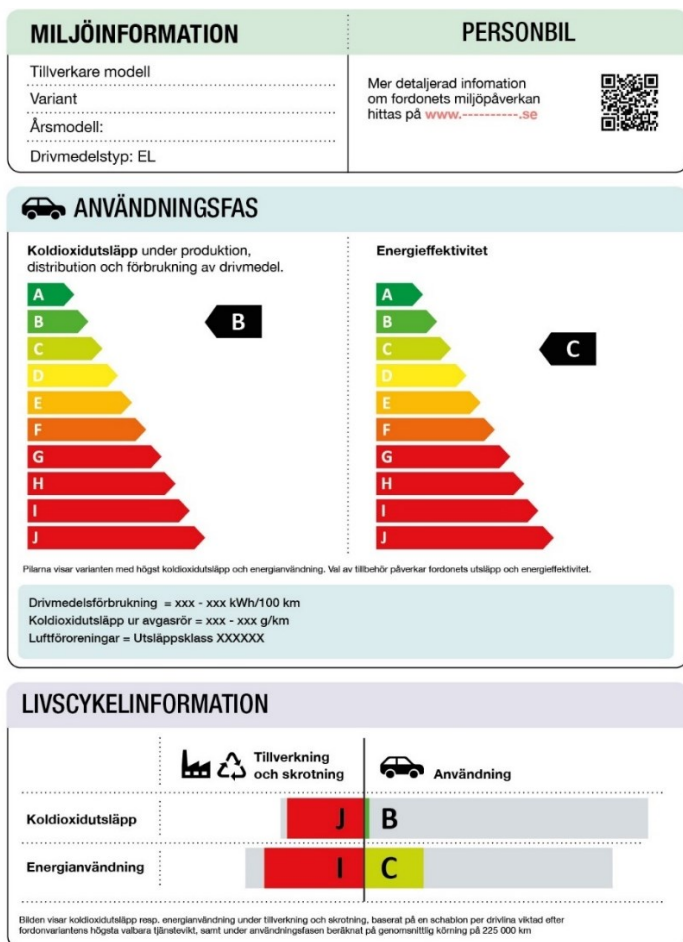 MILJÖINFORMATION
PERSONBIL
Tillverkare modell
Variant
Årsmodell:
Drivmedelstyp: EL
Mer detaljerad infomation
om fordonets miljöpåverkan
hittas på www.----------.se
ANVÄNDNINGSFAS
Koldioxidutsläpp under produktion,
distribution och förbrukning av drivmedel.
A
B
C
D
E
F
G
H
I
J
B
Energieffektivitet
A
B
C
D
E
F
G
H
I
J
C
Pilarna visar varianten med högst koldioxidutsläpp och energianvändning. Val av tillbehör påverkar fordonets utsläpp och energieffektivitet.
Drivmedelsförbrukning = xxx - xxx kWh/100 km
Koldioxidutsläpp ur avgasrör = xxx - xxx g/km
Luftföroreningar = Utsläppsklass XXXXXX
LIVSCYKELINFORMATION
Tillverkning
och skrotning
Användning
Koldioxidutsläpp
J B
Energianvändning
I C
Bilden visar koldioxidutsläpp resp. energianvändning under tillverkning och skrotning, baserat på en schablon per drivlina viktad efter
fordonvariantens högsta valbara tjänstevikt, samt under användningsfasen beräknat på genomsnittlig körning på 225 000 km